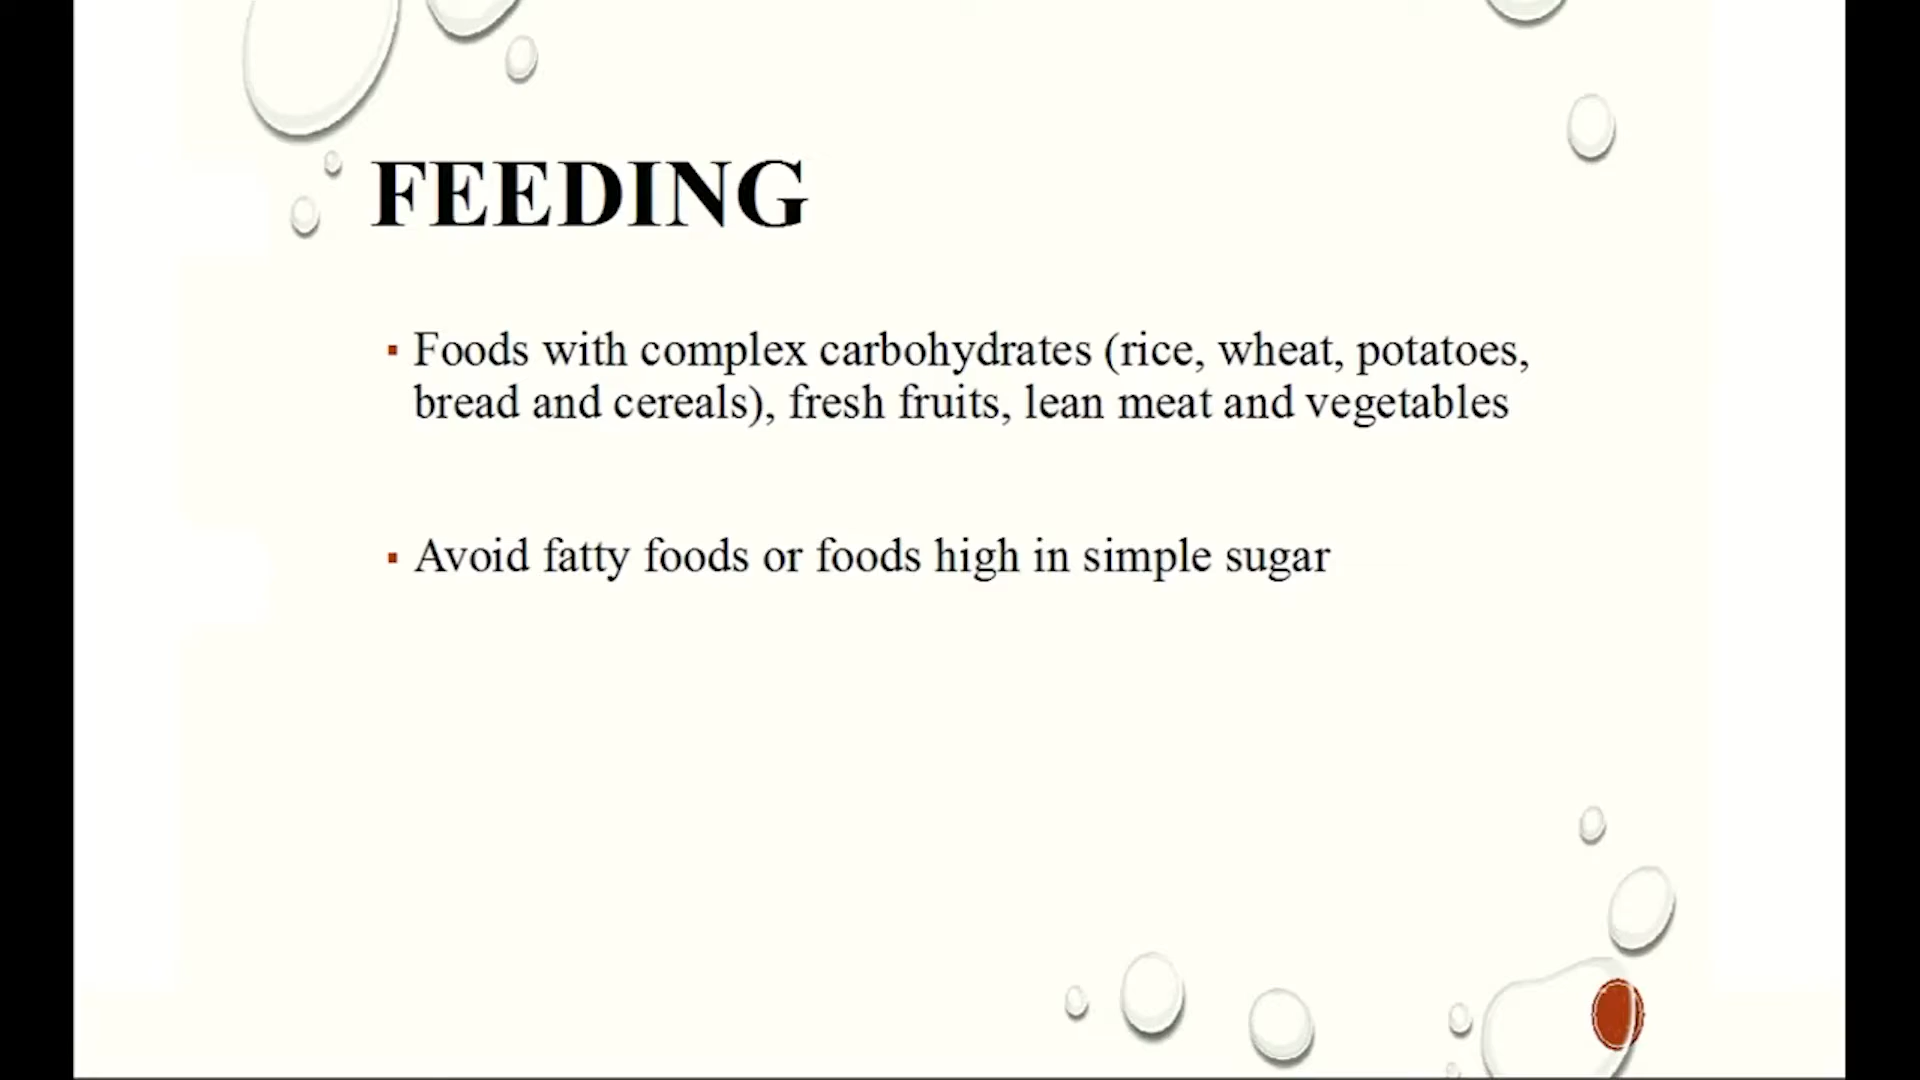 FEEDING
▪ Foods with complex carbohydrates (rice, wheat, potatoes,
bread and cereals), fresh fruits, lean meat and vegetables
▪ Avoid fatty foods or foods high in simple sugar